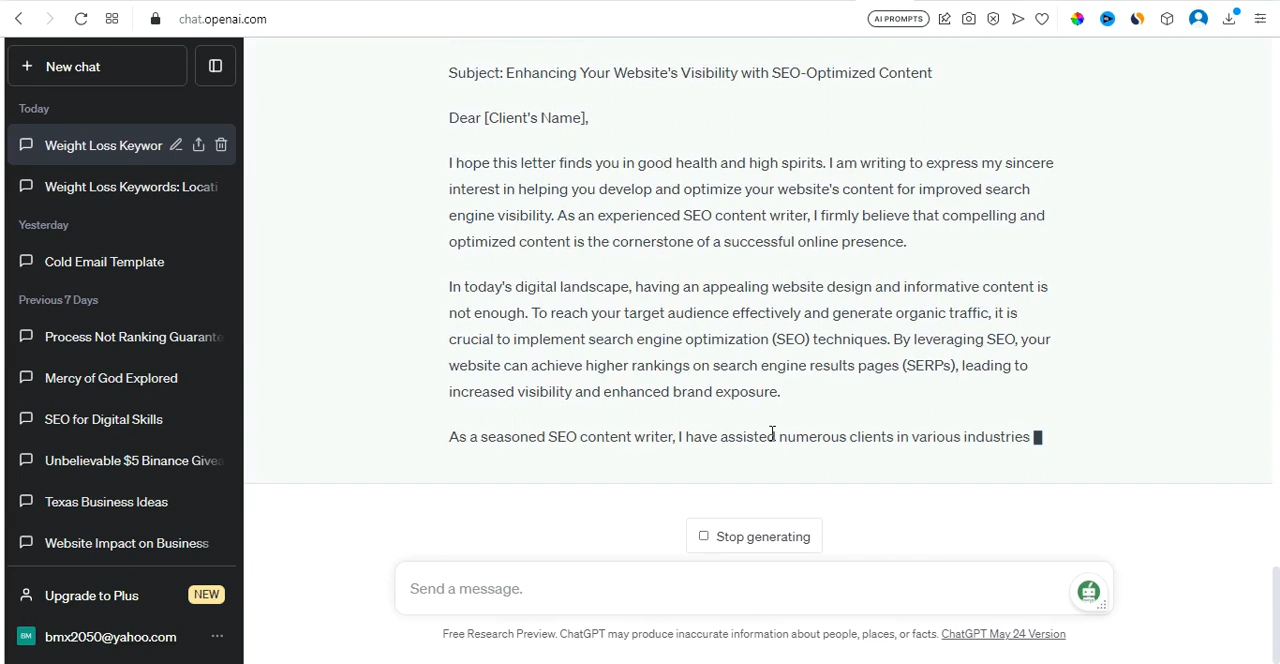 chat.openai.com
AI PROMPTS
New chat
Today
Weight Loss Keywor
Weight Loss Keywords: Locati
Yesterday
Cold Email Template
Previous 7 Days
Process Not Ranking Guarante
Mercy of God Explored
SEO for Digital Skills
Unbelievable $5 Binance Givea
Texas Business Ideas
Website Impact on Business
Upgrade to Plus
NEW
BM
bmx2050@yahoo.com
Subject: Enhancing Your Website's Visibility with SEO-Optimized Content
Dear [Client's Name],
I hope this letter finds you in good health and high spirits. I am writing to express my sincere
interest in helping you develop and optimize your website's content for improved search
engine visibility. As an experienced SEO content writer, I firmly believe that compelling and
optimized content is the cornerstone of a successful online presence.
In today's digital landscape, having an appealing website design and informative content is
not enough. To reach your target audience effectively and generate organic traffic, it is
crucial to implement search engine optimization (SEO) techniques. By leveraging SEO, your
website can achieve higher rankings on search engine results pages (SERPs), leading to
increased visibility and enhanced brand exposure.
As a seasoned SEO content writer, I have assisted numerous clients in various industries
Stop generating
Send a message.
Free Research Preview. ChatGPT may produce inaccurate information about people, places, or facts. ChatGPT May 24 Version